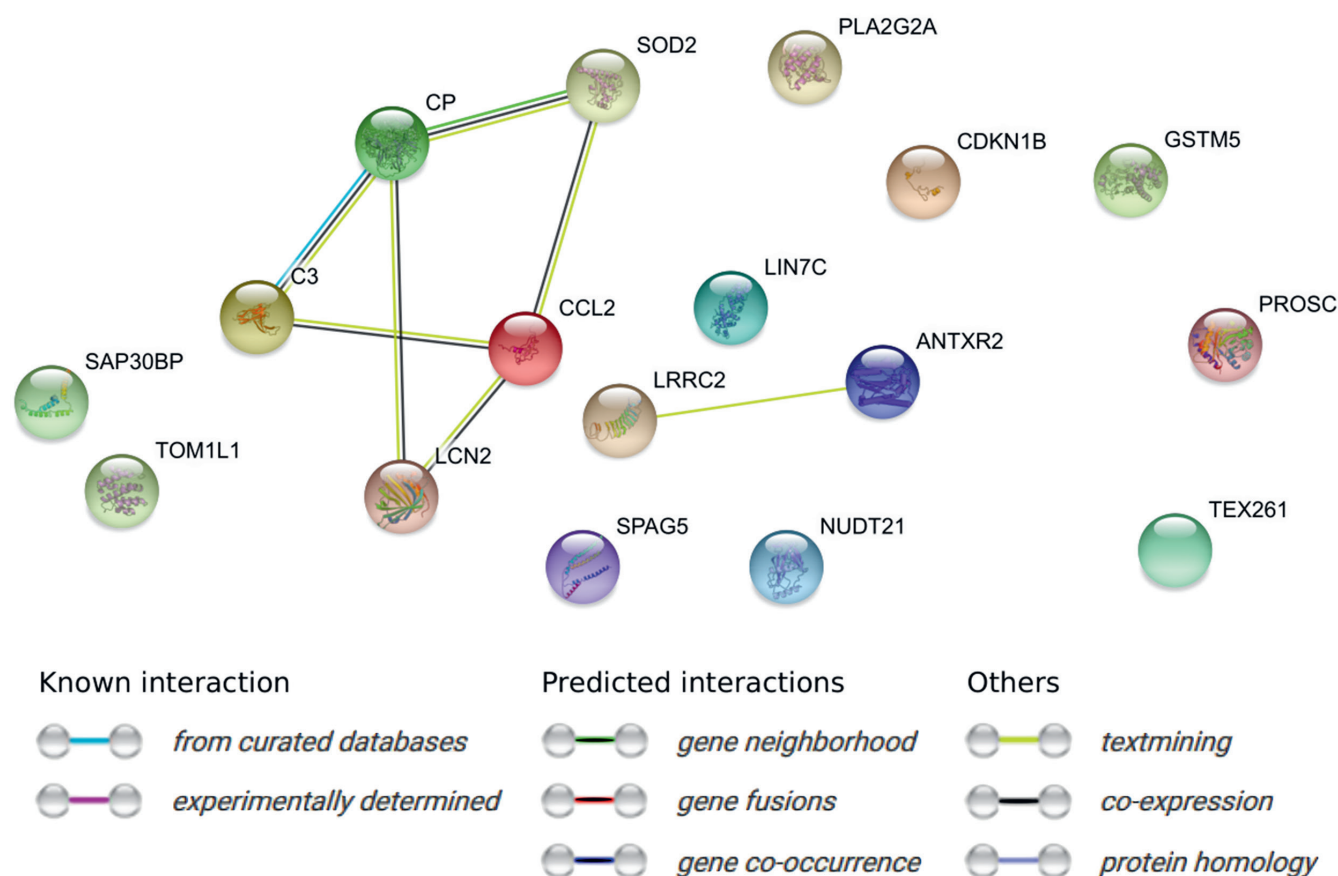 PLA2G2A
SOD2
CP
CDKN1B
GSTM5
LIN7C
C3
CCL2
PROSC
ANTXR2
SAP30BP
LRRC2
TOM1L1
LCN2
TEX261
SPAG5
NUDT21
Known interaction
from curated databases
experimentally determined
Predicted interactions
gene neighborhood
gene fusions
gene co-occurrence
Others
textmining
co-expression
protein homology